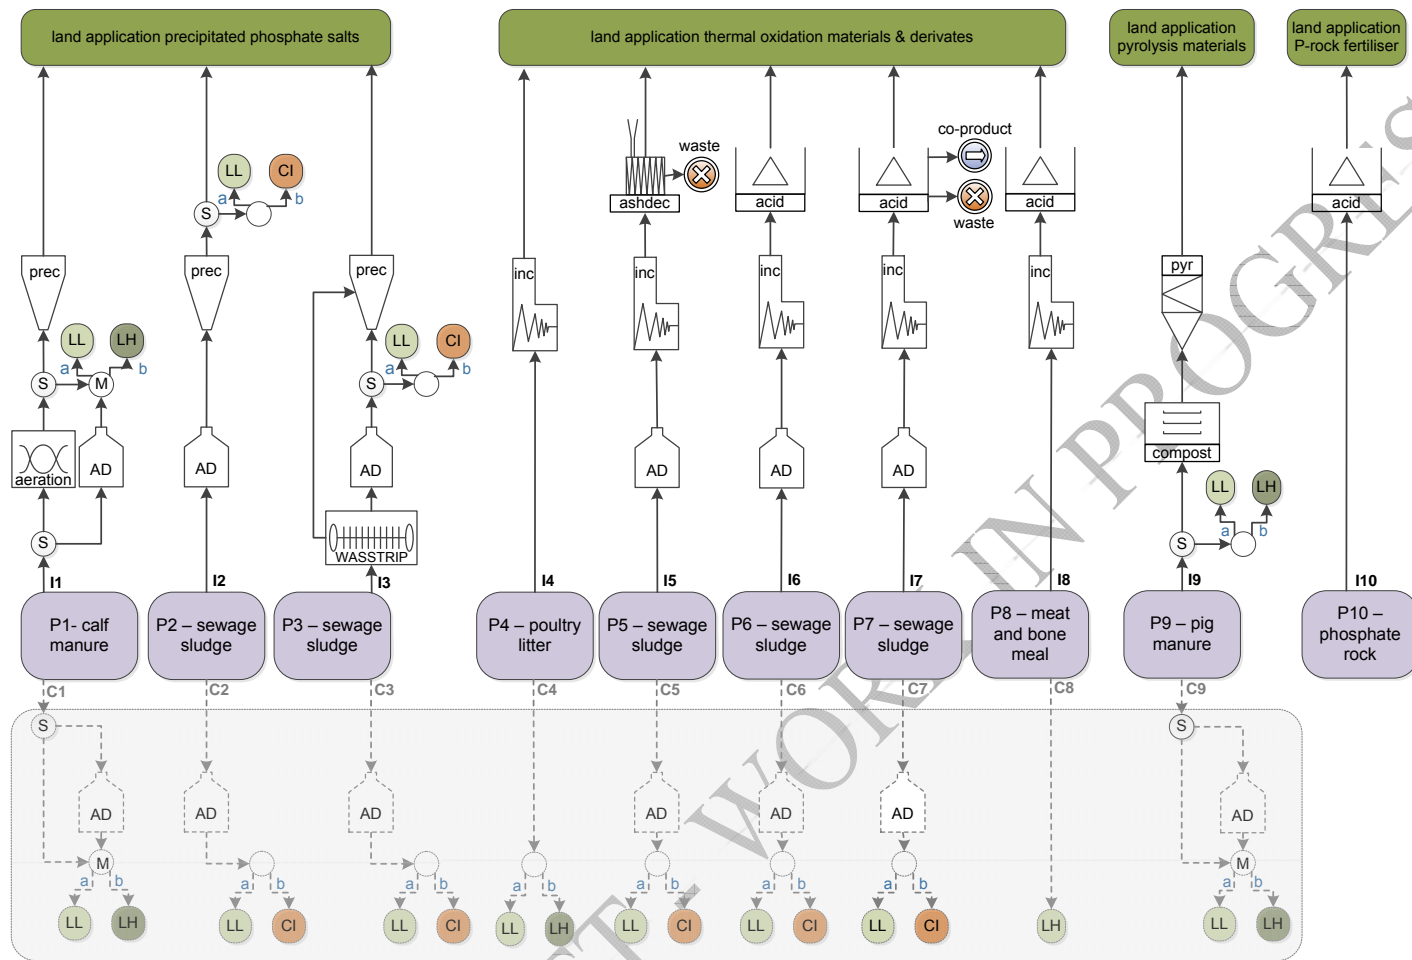 land application precipitated phosphate salts
land application thermal oxidation materials & derivates
land application
pyrolysis materials
land application
P-rock fertiliser
co-product
waste
LL
CI
a
b
S
ashdec
acid
acid
waste
acid
acid
prec
prec
prec
inc
inc
inc
inc
inc
pyr
LL
LH
LL
CI
a
b
a
b
S
M
S
aeration
AD
AD
AD
AD
AD
AD
compost
LL
LH
a
b
S
WASSTRIP
S
I1
I2
I3
I4
I5
I6
I7
I8
I9
I10
P1- calf
manure
P2 – sewage
sludge
P3 – sewage
sludge
P4 – poultry
litter
P5 – sewage
sludge
P6 – sewage
sludge
P7 – sewage
sludge
P8 – meat
and bone
meal
P9 – pig
manure
P10 –
phosphate
rock
C1
C2
C3
C4
C5
C6
C7
C8
C9
S
S
AD
AD
AD
AD
AD
AD
AD
M
M
a
b
a
b
a
b
a
b
a
b
a
b
a
b
a
b
LL
LH
LL
CI
LL
CI
LL
LH
LL
CI
LL
CI
LL
CI
LH
LL
LH
WORK IN PROGRES